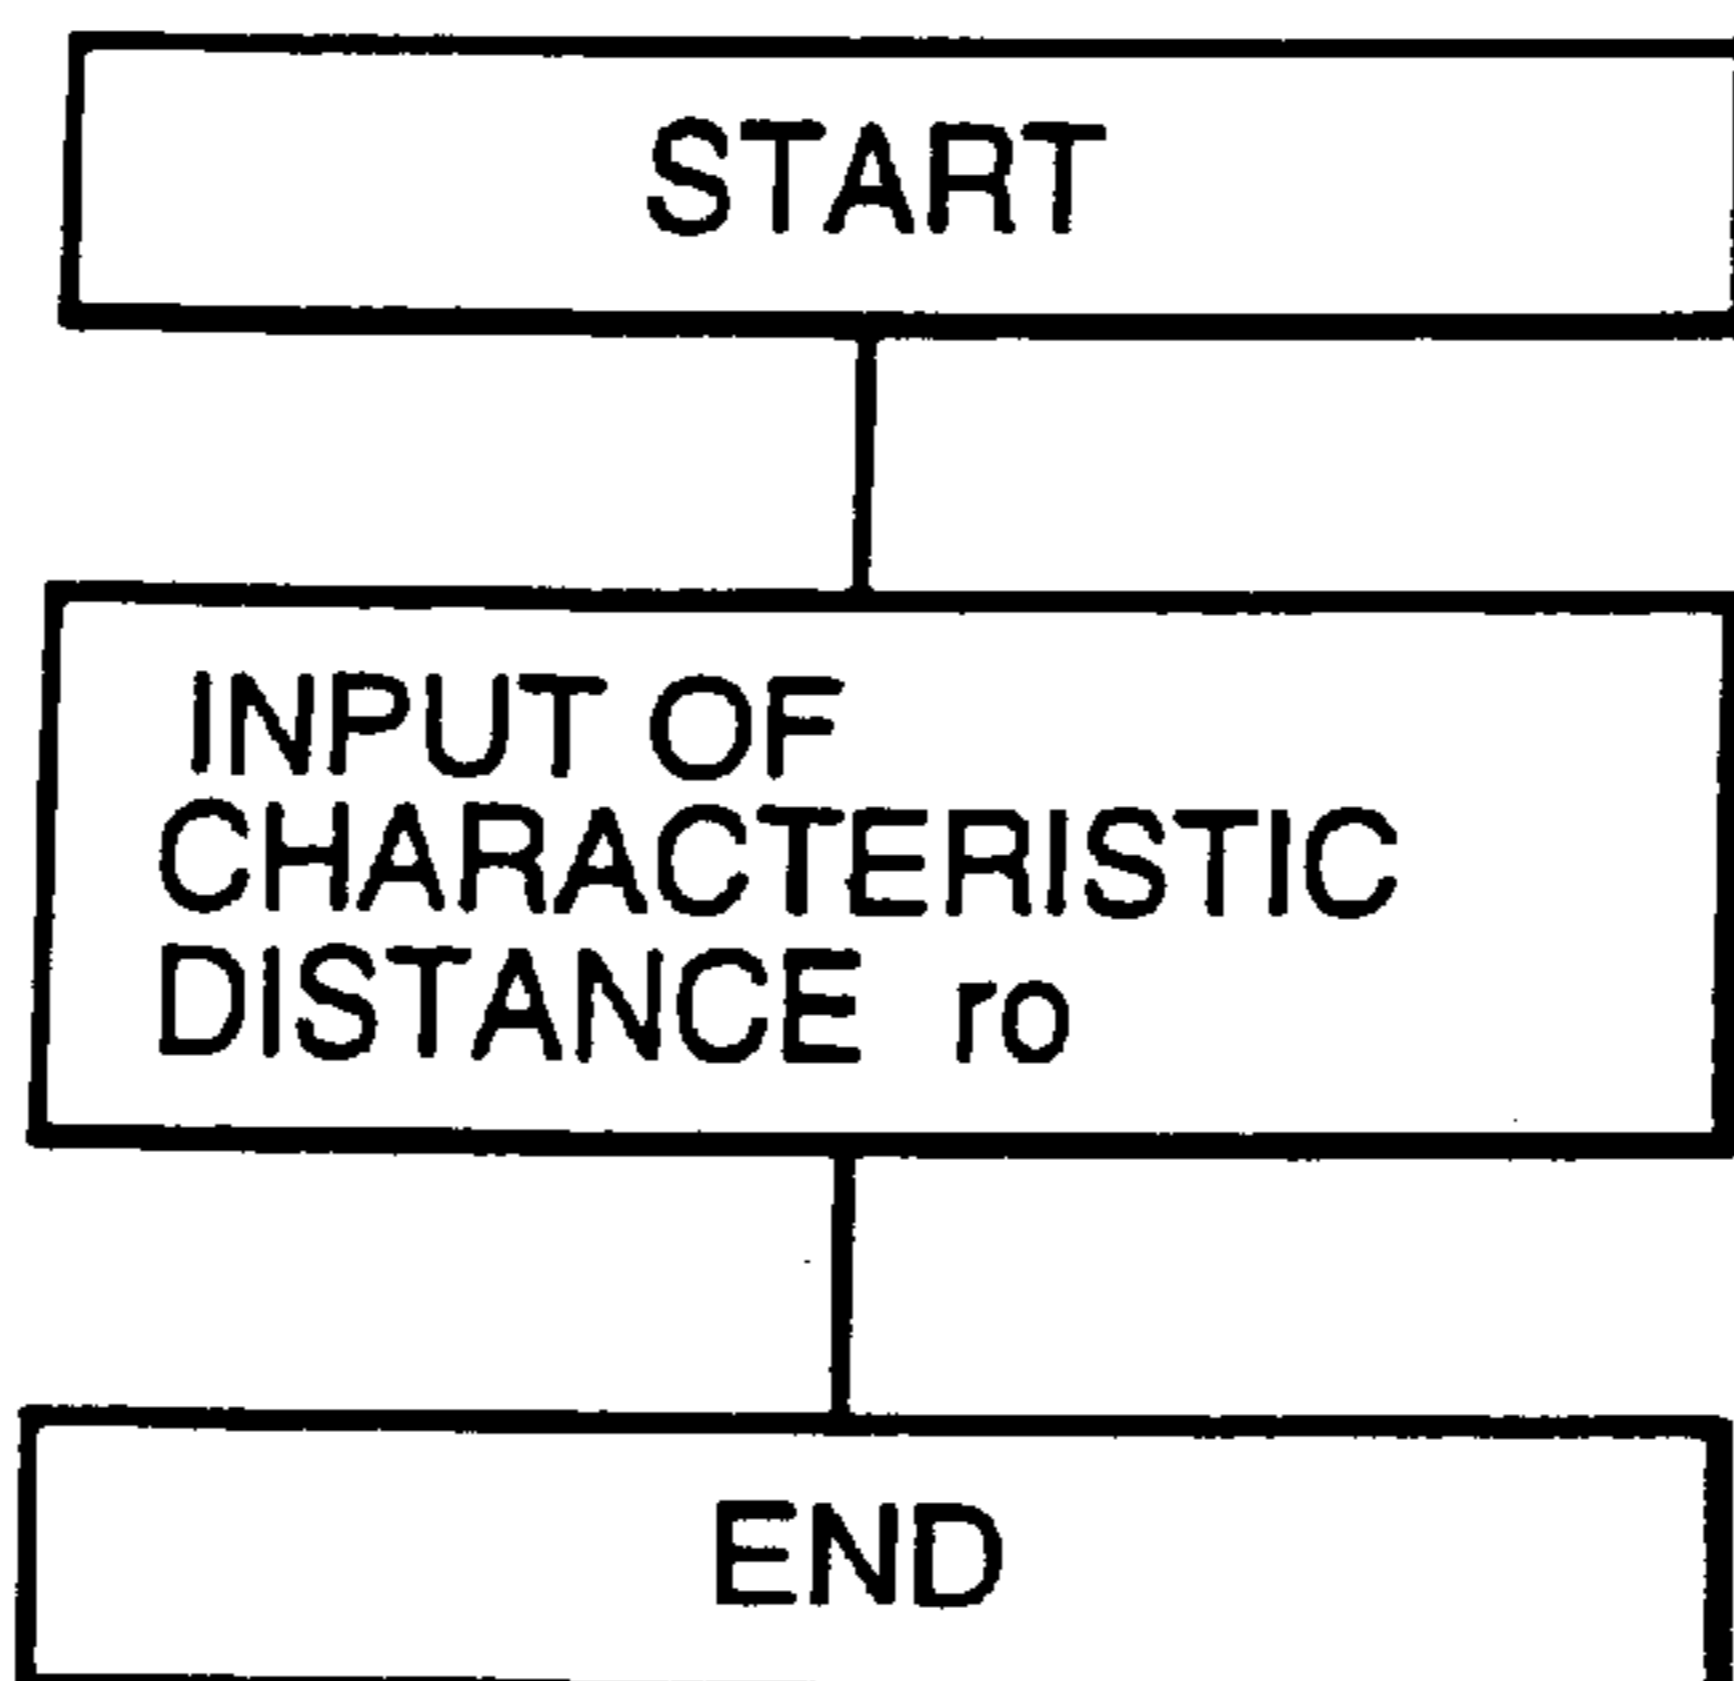 START
INPUT OF
CHARACTERISTIC
DISTANCE ro
END